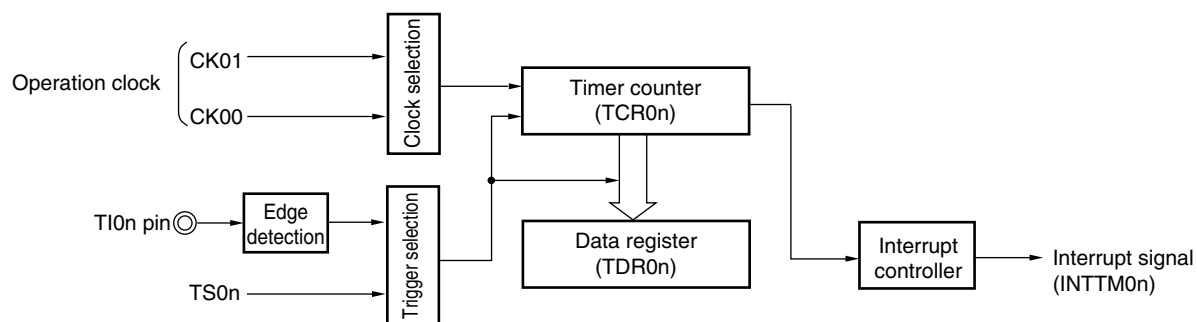 Operation clock
CK01
CK00
Clock selection
Timer counter
(TCR0n)
TI0n pin
Edge
detection
TS0n
Trigger selection
Data register
(TDR0n)
Interrupt
controller
Interrupt signal
(INTTM0n)